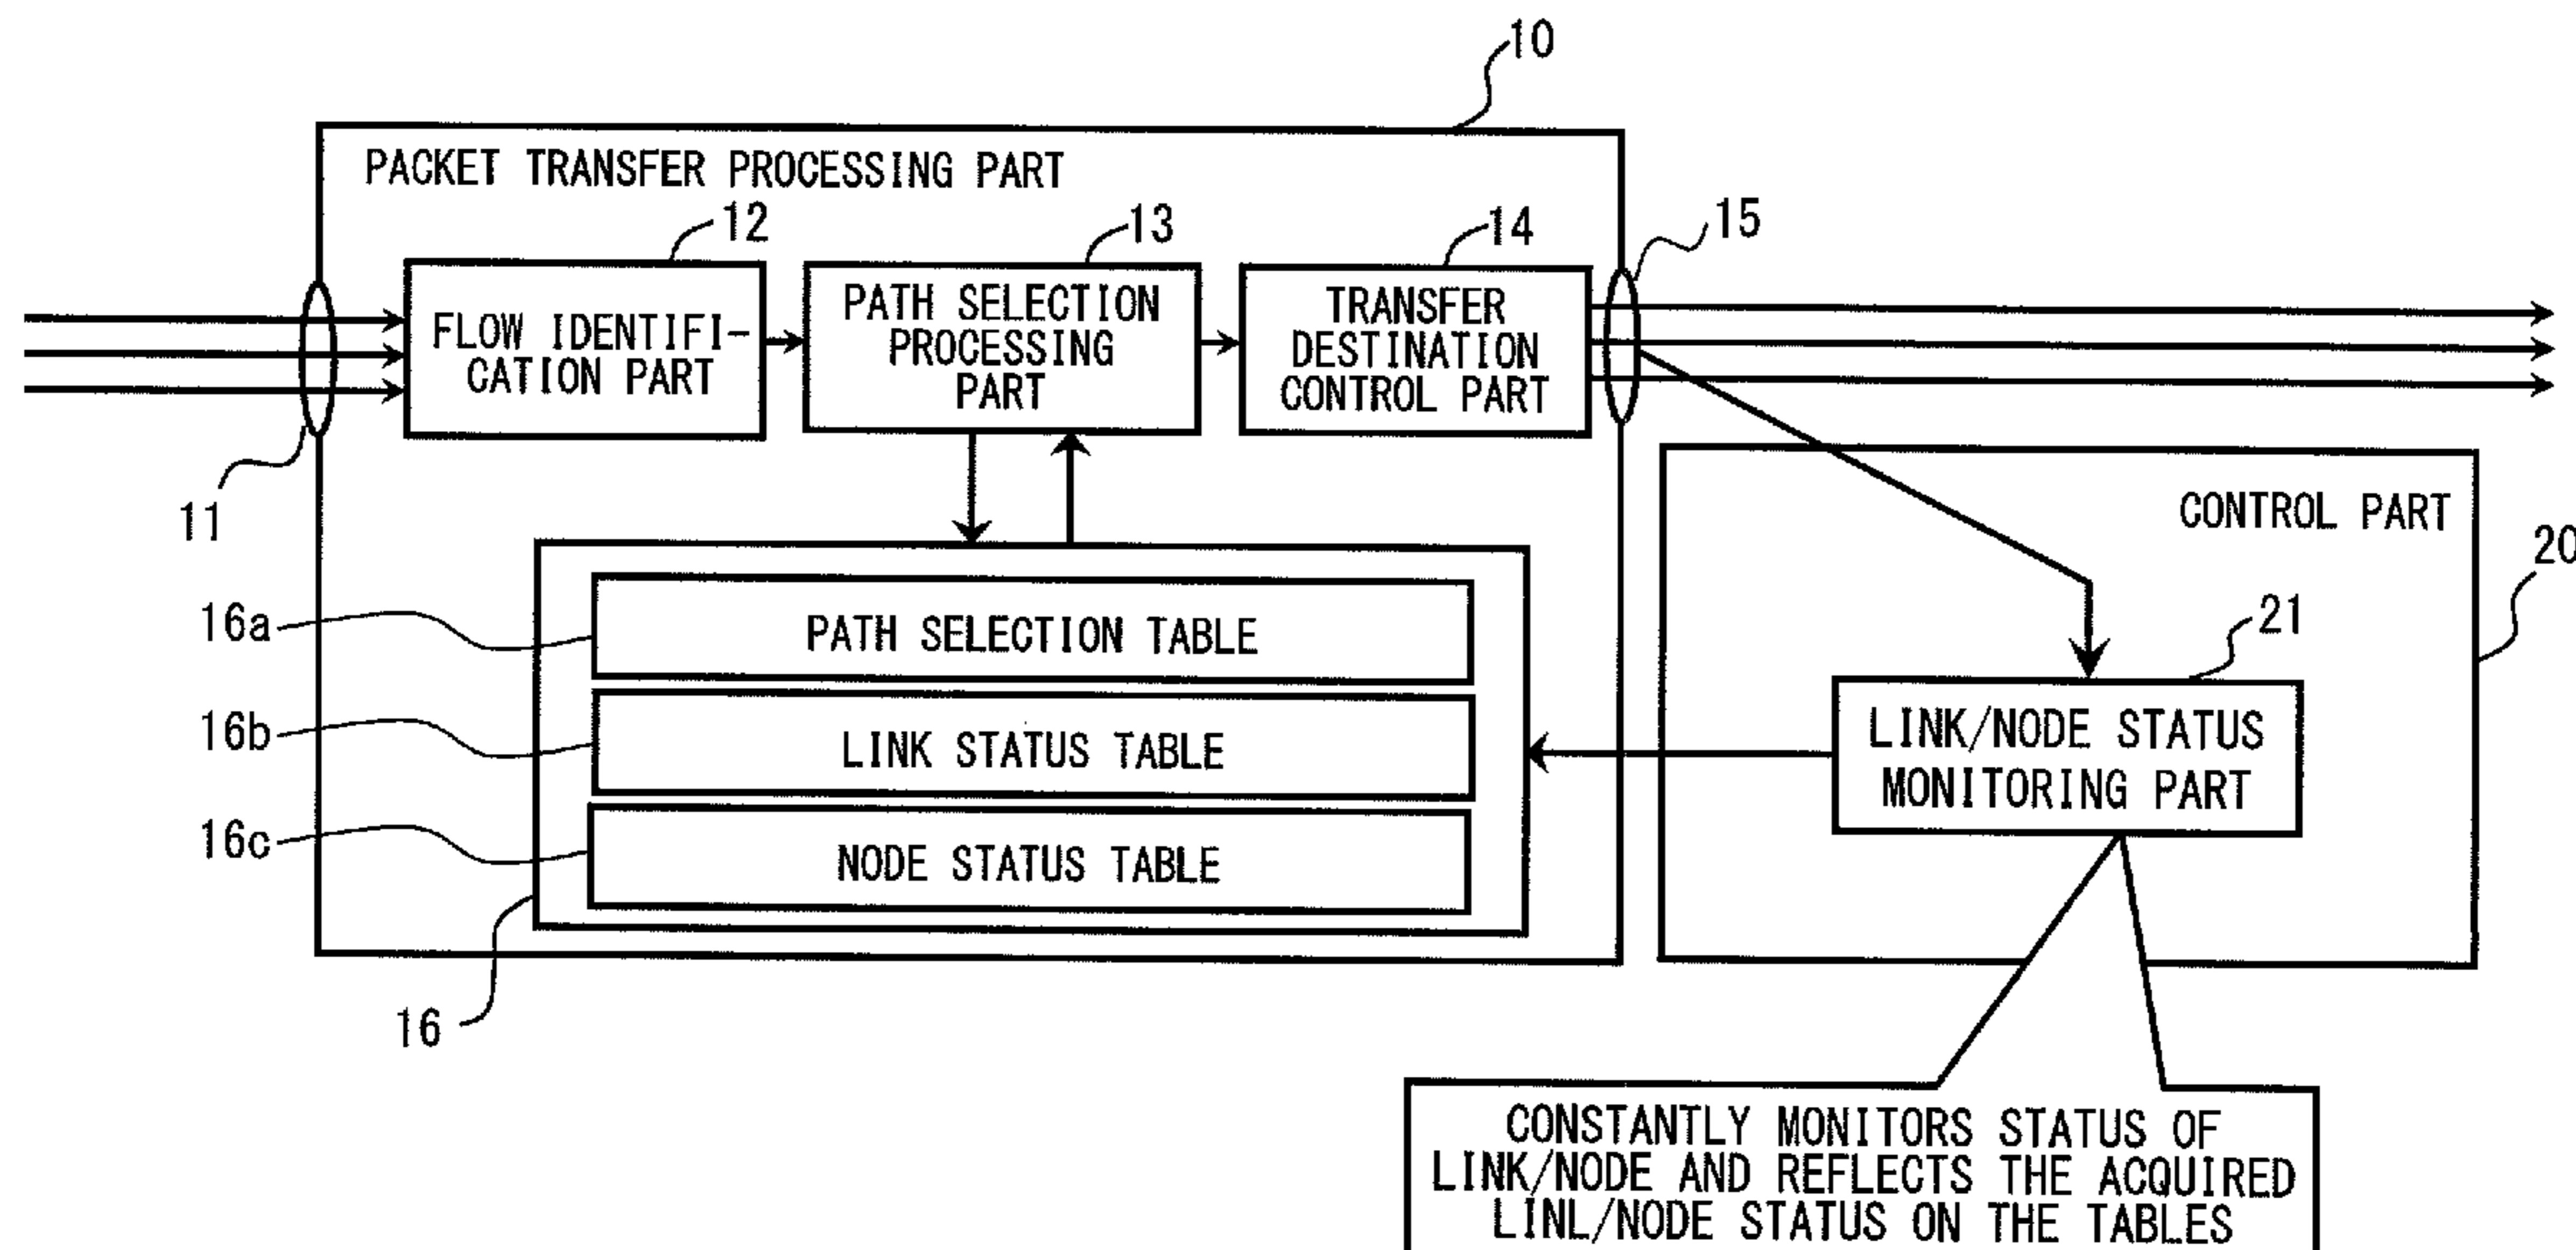 10
PACKET TRANSFER PROCESSING PART
12
13
14
15
FLOW IDENTIFI-
CATION PART
PATH SELECTION
PROCESSING
PART
TRANSFER
DESTINATION
CONTROL PART
11
CONTROL PART
20
16a
PATH SELECTION TABLE
21
16b
LINK STATUS TABLE
LINK/NODE STATUS
MONITORING PART
16c
NODE STATUS TABLE
16
CONSTANTLY MONITORS STATUS OF
LINK/NODE AND REFLECTS THE ACQUIRED
LINL/NODE STATUS ON THE TABLES